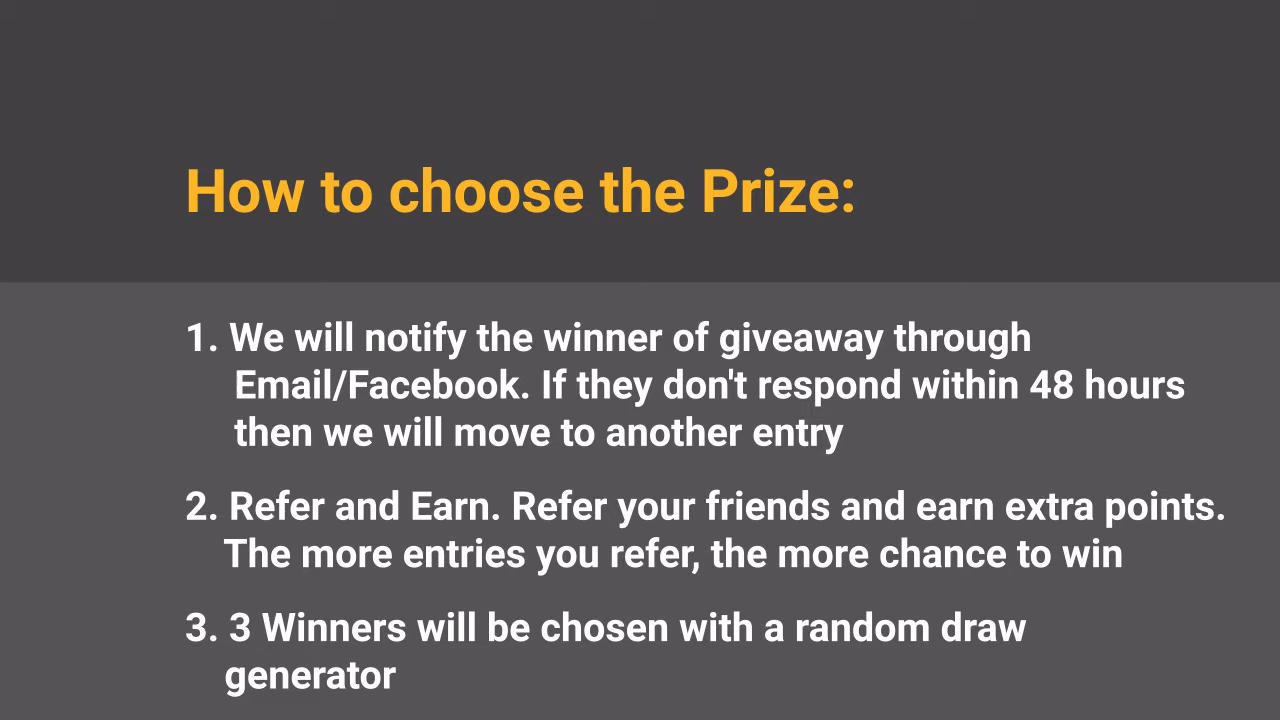 How to choose the Prize:
1. We will notify the winner of giveaway through
Email/Facebook. If they don't respond within 48 hours
then we will move to another entry
2. Refer and Earn. Refer your friends and earn extra points.
The more entries you refer, the more chance to win
3. 3 Winners will be chosen with a random draw
generator